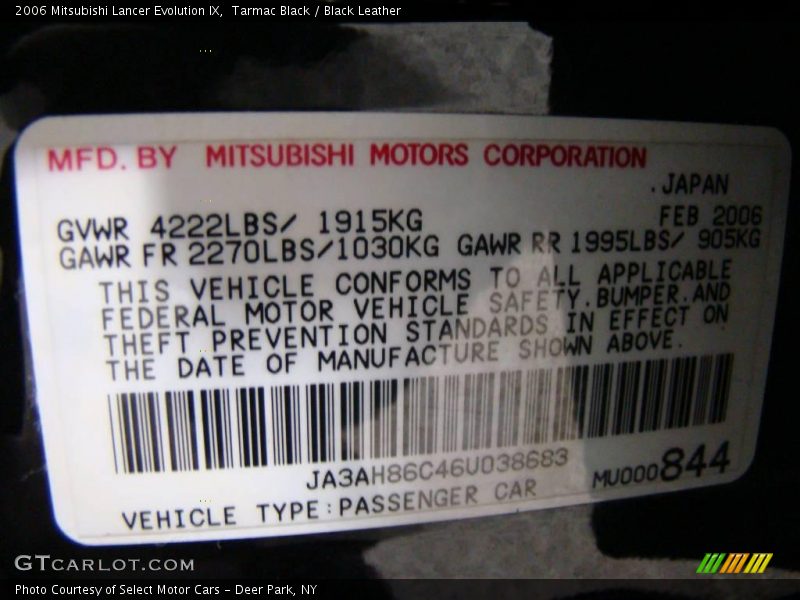 2006 Mitsubishi Lancer Evolution IX,  Tarmac Black / Black Leather
MFD. BY MITSUBISHI MOTORS CORPORATION
.JAPAN
GVWR 4222LBS/ 1915KG FEB 2006
GAWR FR 2270LBS/1030KG GAWR RR 1995LBS/ 905KG
THIS VEHICLE CONFORMS TO ALL APPLICABLE
FEDERAL MOTOR VEHICLE SAFETY.BUMPER.AND
THEFT PREVENTION STANDARDS IN EFFECT ON
THE DATE OF MANUFACTURE SHOWN ABOVE.
JA3AH86C46U038683 MU000844
VEHICLE TYPE:PASSENGER CAR
GTCARLOT.COM
Photo Courtesy of Select Motor Cars - Deer Park, NY